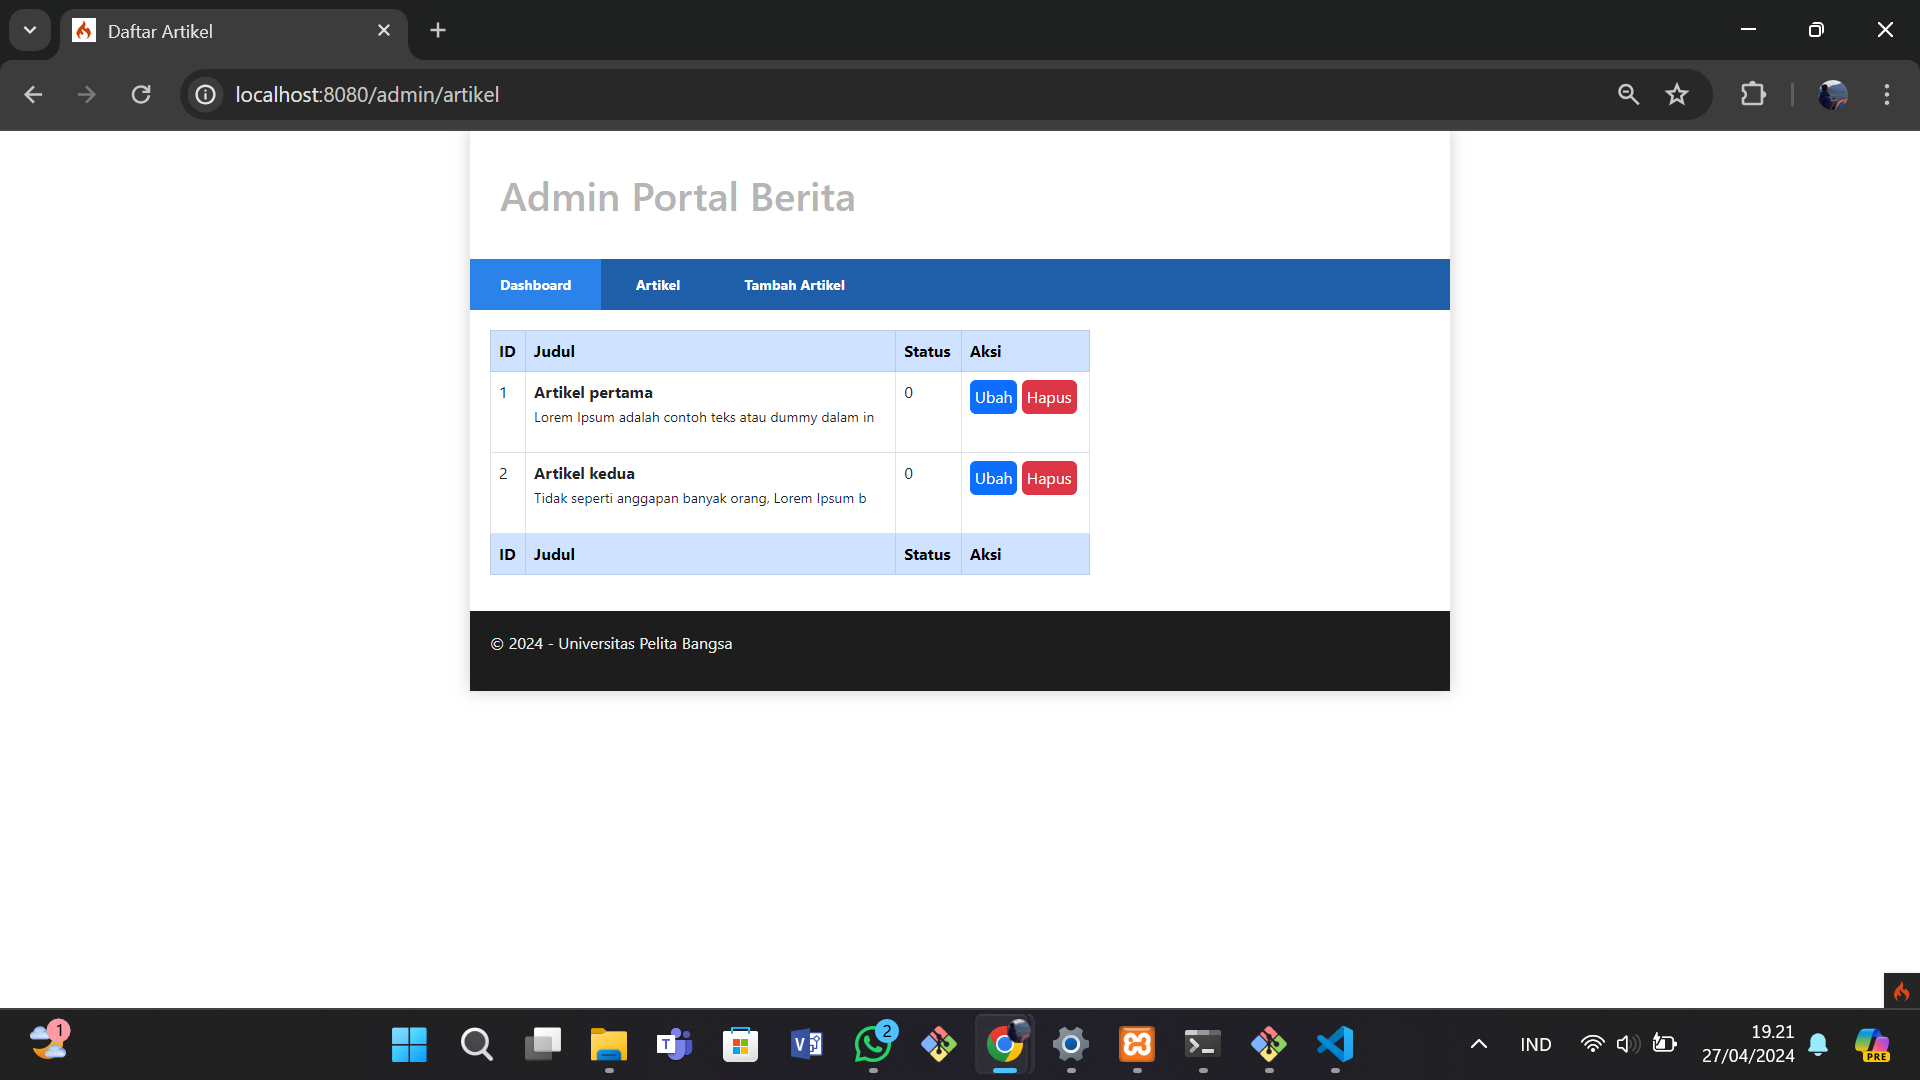 Daftar Artikel
localhost:8080/admin/artikel
Admin Portal Berita
Dashboard Artikel Tambah Artikel
ID Judul Status Aksi
1 Artikel pertama 0 Ubah Hapus
Lorem Ipsum adalah contoh teks atau dummy dalam in
2 Artikel kedua 0 Ubah Hapus
Tidak seperti anggapan banyak orang, Lorem Ipsum b
ID Judul Status Aksi
© 2024 - Universitas Pelita Bangsa
1
2
IND
19.21
27/04/2024
PRE